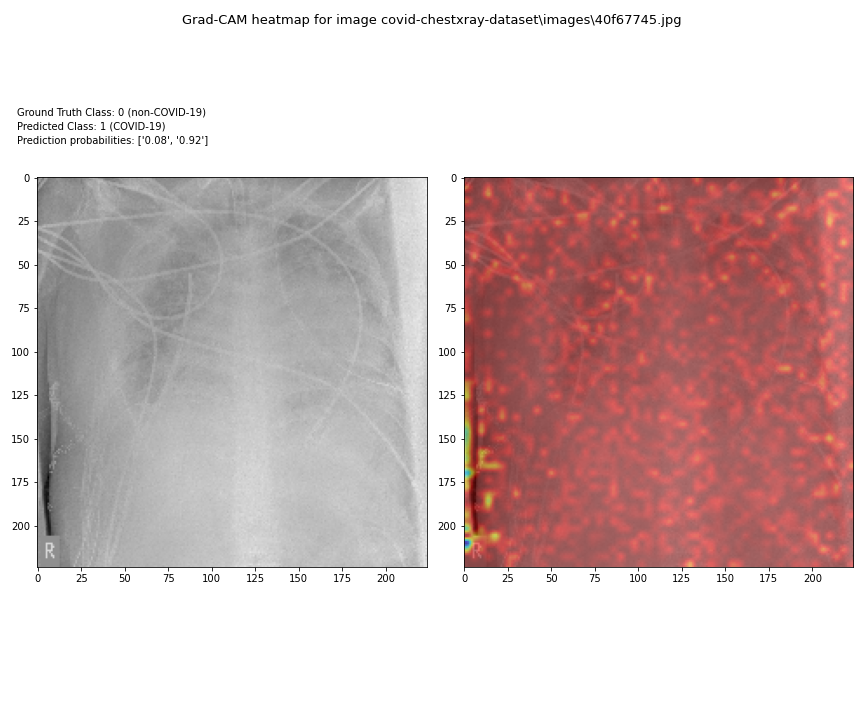 Grad-CAM heatmap for image covid-chestxray-dataset\images\40f67745.jpg
Ground Truth Class: 0 (non-COVID-19)
Predicted Class: 1 (COVID-19)
Prediction probabilities: ['0.08', '0.92']
0
25
50
75
100
125
150
175
200
R
0 25 50 75 100 125 150 175 200
0
25
50
75
100
125
150
175
200
R
0 25 50 75 100 125 150 175 200